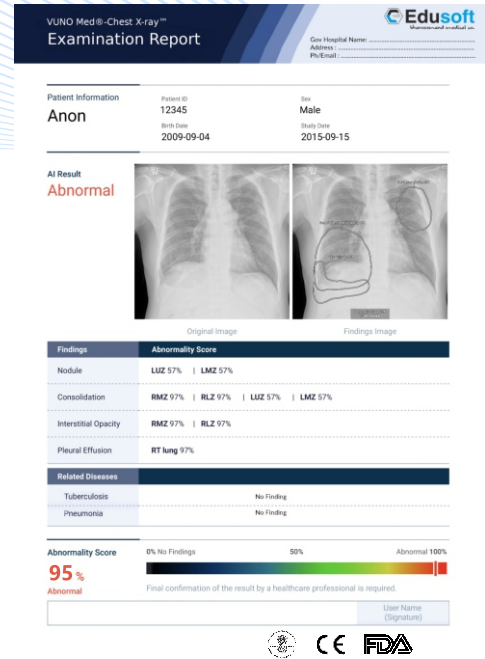 VUNO Med®-Chest X-ray™
Examination Report
Edusoft
Gov Hospital Name:
Address :
Ph/Email :
Patient Information
Anon
Patient ID
12345
Sex
Male
Birth Date
2009-09-04
Study Date
2015-09-15
AI Result
Abnormal
Original Image
Findings Image
Findings Abnormality Score
Nodule LUZ 57% | LMZ 57%
Consolidation RMZ 97% | RLZ 97% | LUZ 57% | LMZ 57%
Interstitial Opacity RMZ 97% | RLZ 97%
Pleural Effusion RT lung 97%
Related Diseases
Tuberculosis No Finding
Pneumonia No Finding
Abnormality Score
95 %
Abnormal
0% No Findings 50% Abnormal 100%
Final confirmation of the result by a healthcare professional is required.
User Name
(Signature)
CE FDA